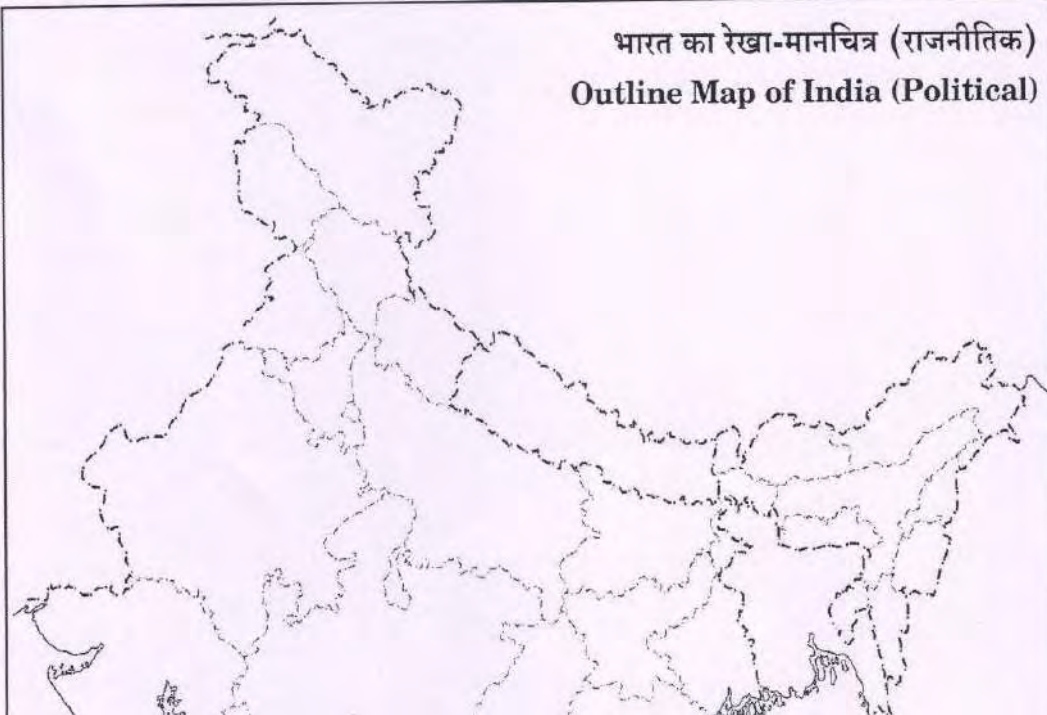 भारत का रेखा-मानचित्र (राजनीतिक)
Outline Map of India (Political)